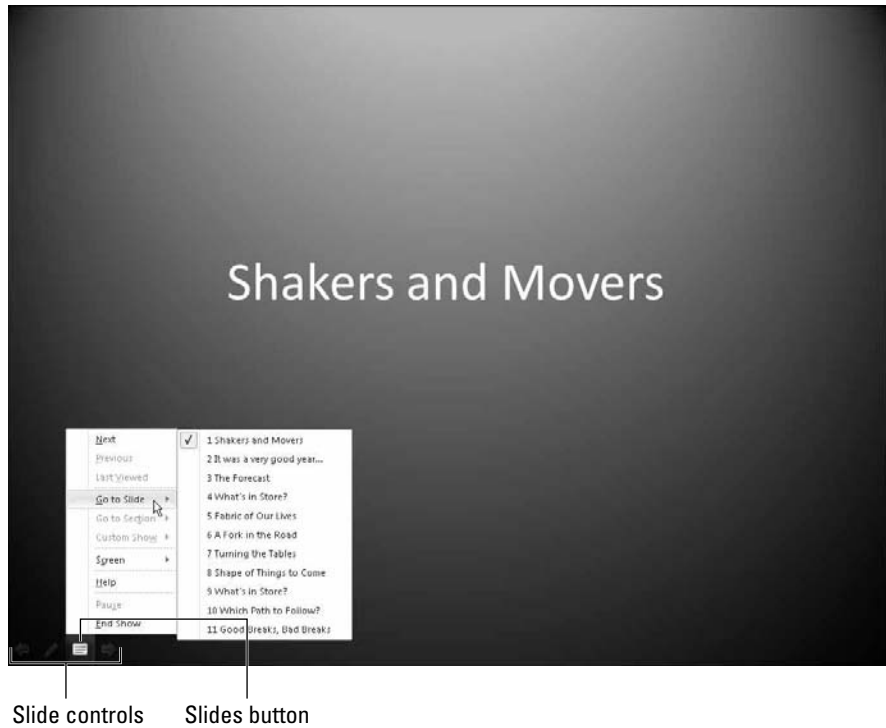 Shakers and Movers
Next
Previous
Last Viewed
Go to Slide
Go to Section
Custom Show
Screen
Help
Pause
End Show
1 Shakers and Movers
2 It was a very good year...
3 The Forecast
4 What's in Store?
5 Fabric of Our Lives
6 A Fork in the Road
7 Turning the Tables
8 Shape of Things to Come
9 What's in Store?
10 Which Path to Follow?
11 Good Breaks, Bad Breaks
Slide controls
Slides button